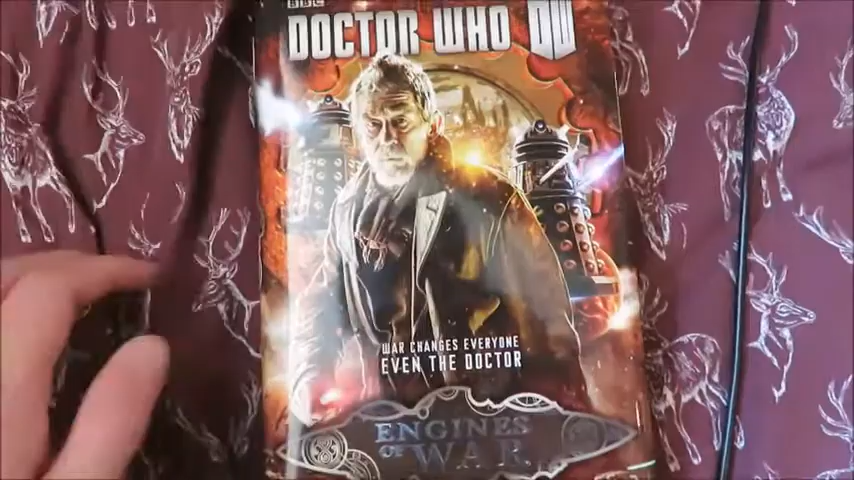 BBC
DOCTOR WHO
WAR CHANGES EVERYONE
EVEN THE DOCTOR
ENGINES
OF WAR